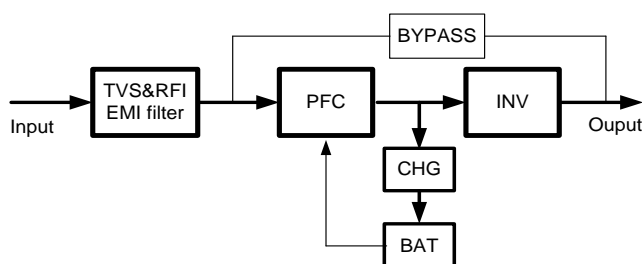 BYPASS
TVS&RFI
EMI filter
PFC
INV
Input
Ouput
CHG
BAT